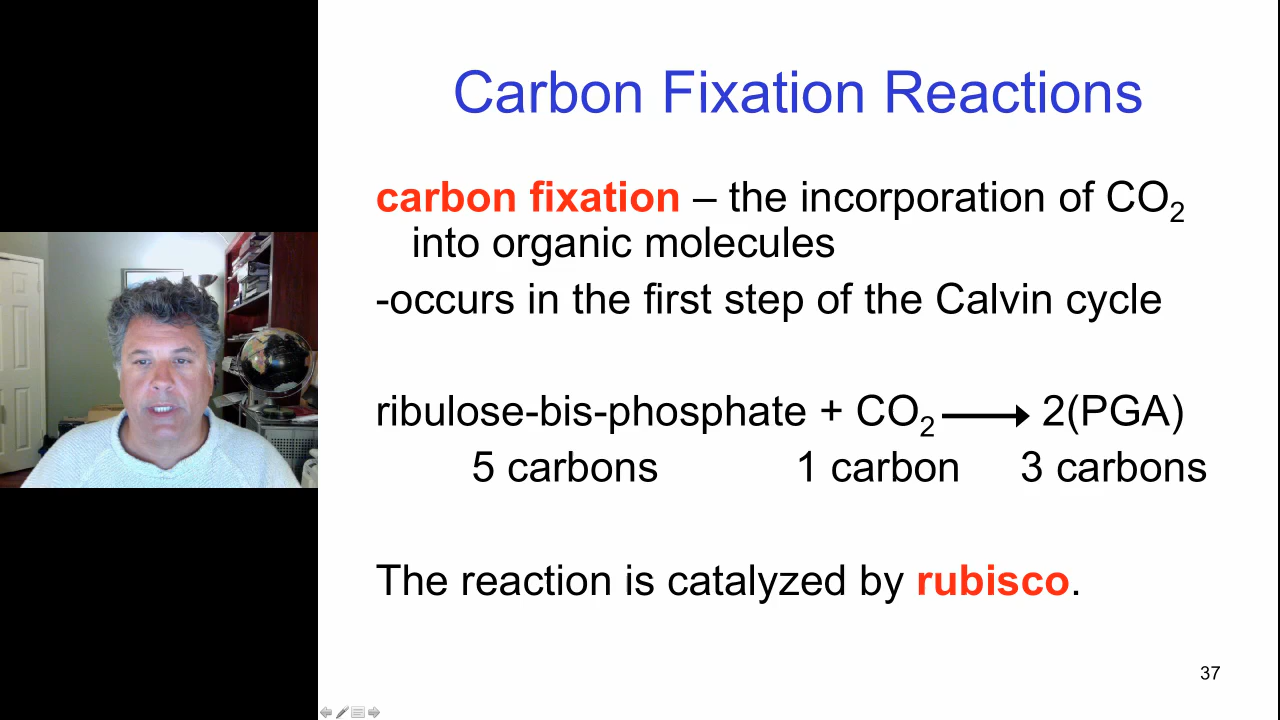 Carbon Fixation Reactions
carbon fixation – the incorporation of CO₂
into organic molecules
-occurs in the first step of the Calvin cycle
ribulose-bis-phosphate + CO₂ ⟶ 2(PGA)
5 carbons 1 carbon 3 carbons
The reaction is catalyzed by rubisco.
37